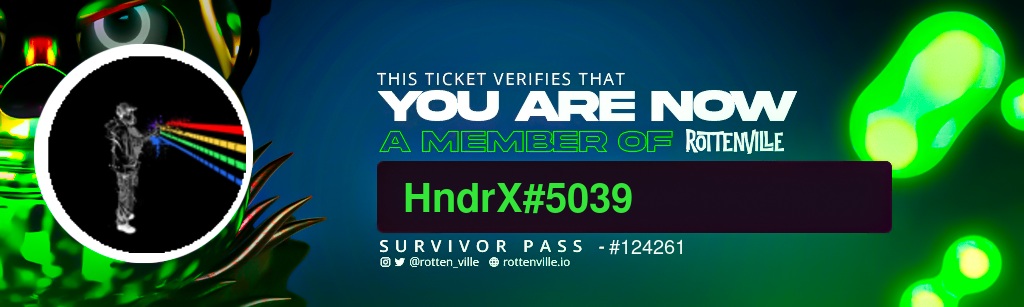 THIS TICKET VERIFIES THAT
YOU ARE NOW
A MEMBER OF ROTTENVILLE
HndrX#5039
SURVIVOR PASS - #124261
@rotten_ville rottenville.io